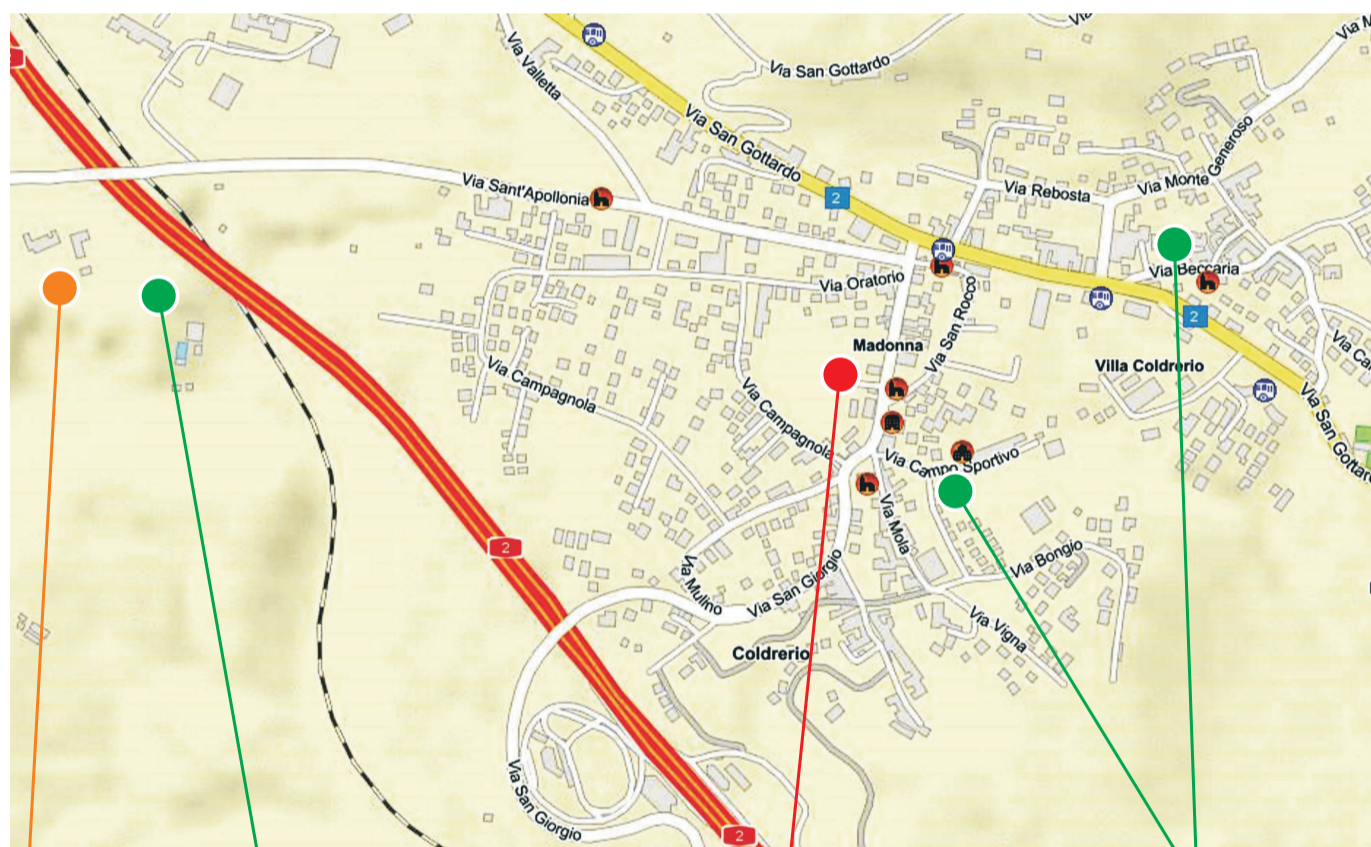 Via Valletta
Via San Gottardo
Via San Gottardo
Via Sant'Apollonia
2
Via Rebosta
Via Monte Generoso
Via Beccaria
2
Via Oratorio
Via San Rocco
Madonna
Villa Coldrerio
Via Campagnola
Via Campagnola
Via Campo Sportivo
Via San Gottardo
2
Via Mola
Via Bongio
Via Mulino
Via San Giorgio
Via Vigna
Coldrerio
Via San Giorgio
2